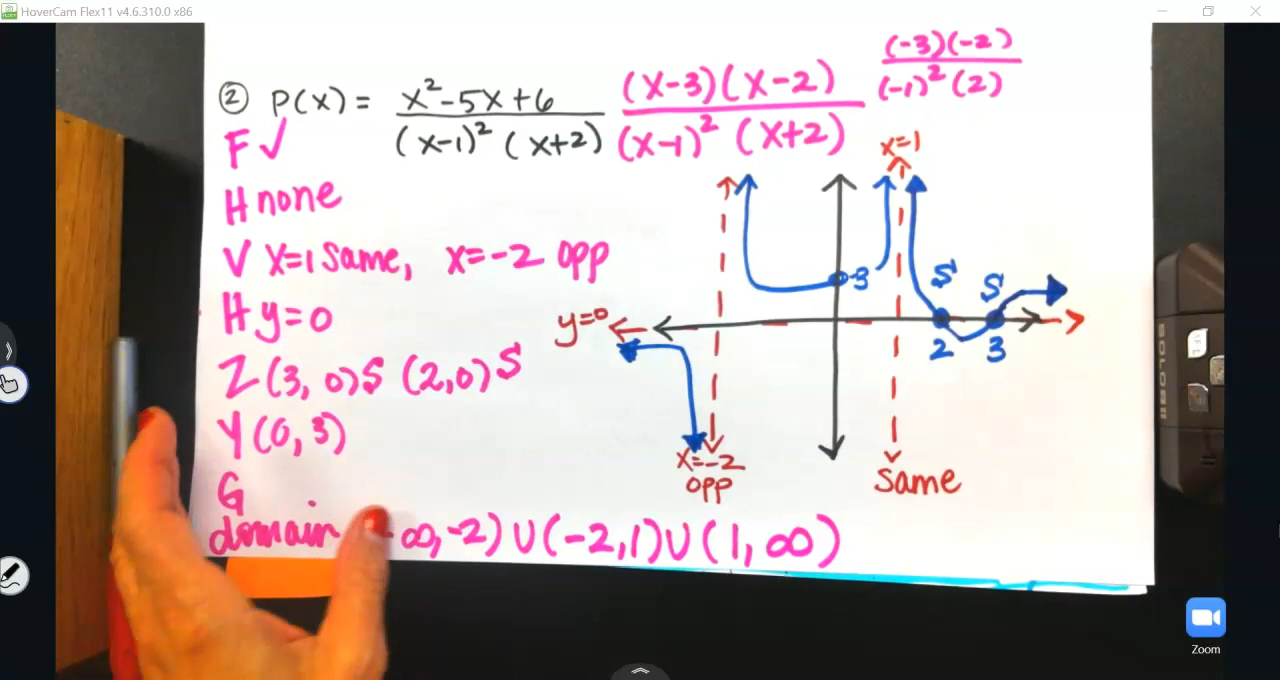 HoverCam Flex11 v4.6.310.0 x86
② P(x) = x²-5x+6 / (x-1)² (x+2) (x-3)(x-2) / (x-1)² (x+2) (-3)(-2) / (-1)² (2)
F ✓
H none
V x=1 same, x=-2 opp
H y=0
Z (3, 0) S (2,0) S
Y (0, 3)
G
domain ∞,-2) ∪ (-2,1) ∪ (1, ∞)
x=1
3
S
S
y=0
2
3
x=-2
opp
same
SOLO
Zoom